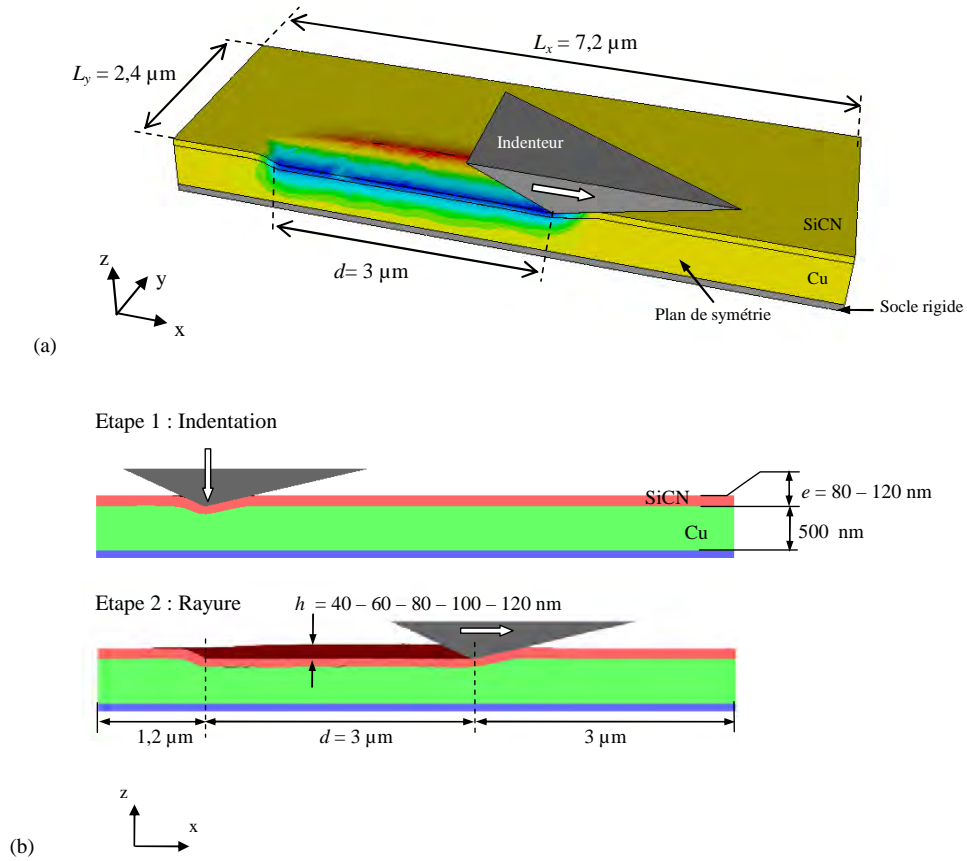 Lx = 7,2 µm
Ly = 2,4 µm
Indenteur
SiCN
d= 3 µm
Cu
z
y
x
Plan de symétrie
Socle rigide
(a)
Etape 1 : Indentation
SiCN
e = 80 – 120 nm
Cu
500 nm
Etape 2 : Rayure
h = 40 – 60 – 80 – 100 – 120 nm
1,2 µm
d = 3 µm
3 µm
z
x
(b)